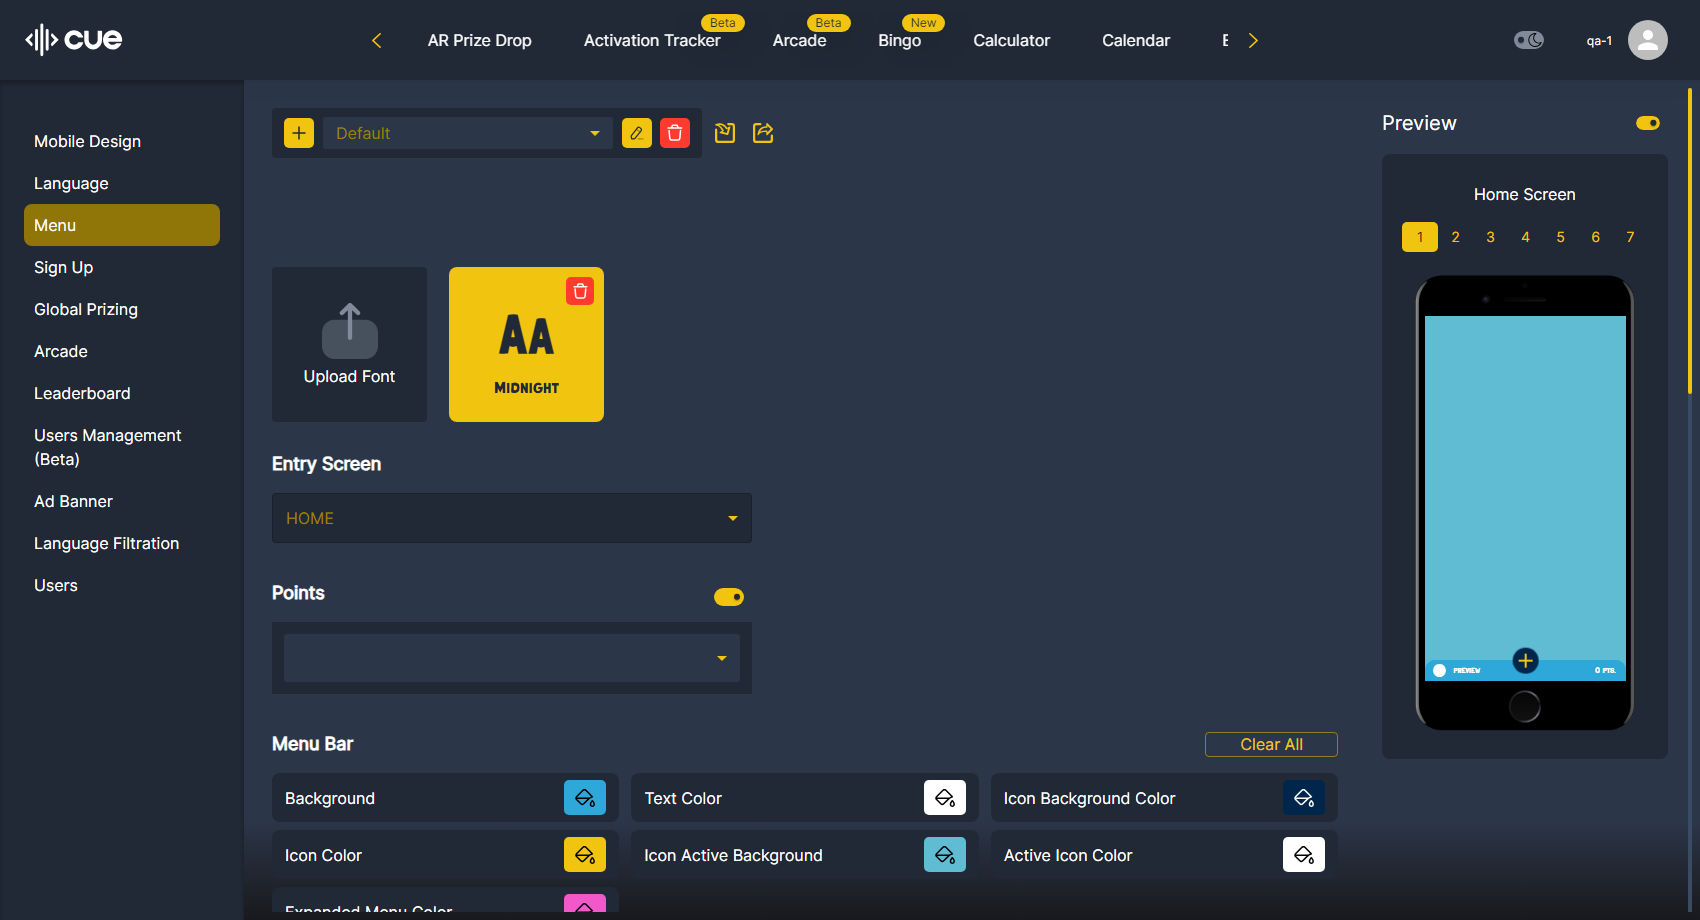 cue
AR Prize Drop
Activation Tracker
Beta
Arcade
Beta
Bingo
New
Calculator
Calendar
qa-1
Mobile Design
Language
Menu
Sign Up
Global Prizing
Arcade
Leaderboard
Users Management
(Beta)
Ad Banner
Language Filtration
Users
Default
Upload Font
AA
MIDNIGHT
Entry Screen
HOME
Points
Menu Bar
Clear All
Background
Text Color
Icon Background Color
Icon Color
Icon Active Background
Active Icon Color
Expanded Menu Color
Preview
Home Screen
1 2 3 4 5 6 7
PREVIEW
0 PTS.